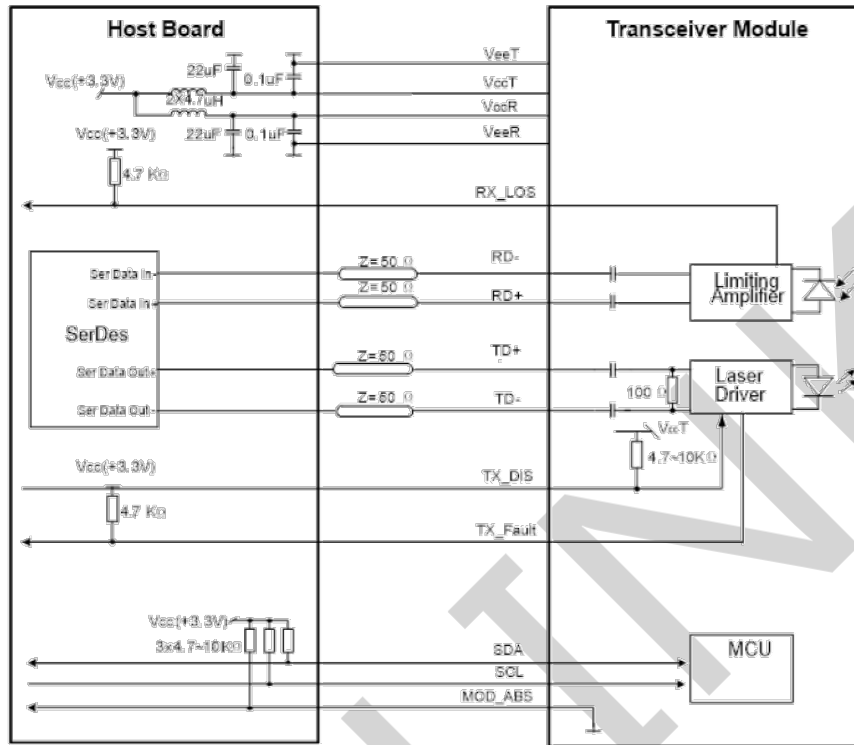 Host Board
Transceiver Module
VeeT
22uF
0.1uF
Vcc(+3.3V)
VccT
2X4.7uH
VccR
Vcc(+3.3V)
22uF
0.1uF
VeeR
4.7 KΩ
RX_LOS
Z=50 Ω
RD-
Ser Data In-
Limiting
Amplifier
Z=50 Ω
RD+
Ser Data In+
SerDes
Z=50 Ω
TD+
Ser Data Out+
Laser
Driver
100 Ω
Z=50 Ω
TD-
Ser Data Out-
VccT
4.7~10KΩ
Vcc(+3.3V)
TX_DIS
4.7 KΩ
TX_Fault
Vcc(+3.3V)
3x4.7~10KΩ
SDA
MCU
SCL
MOD_ABS